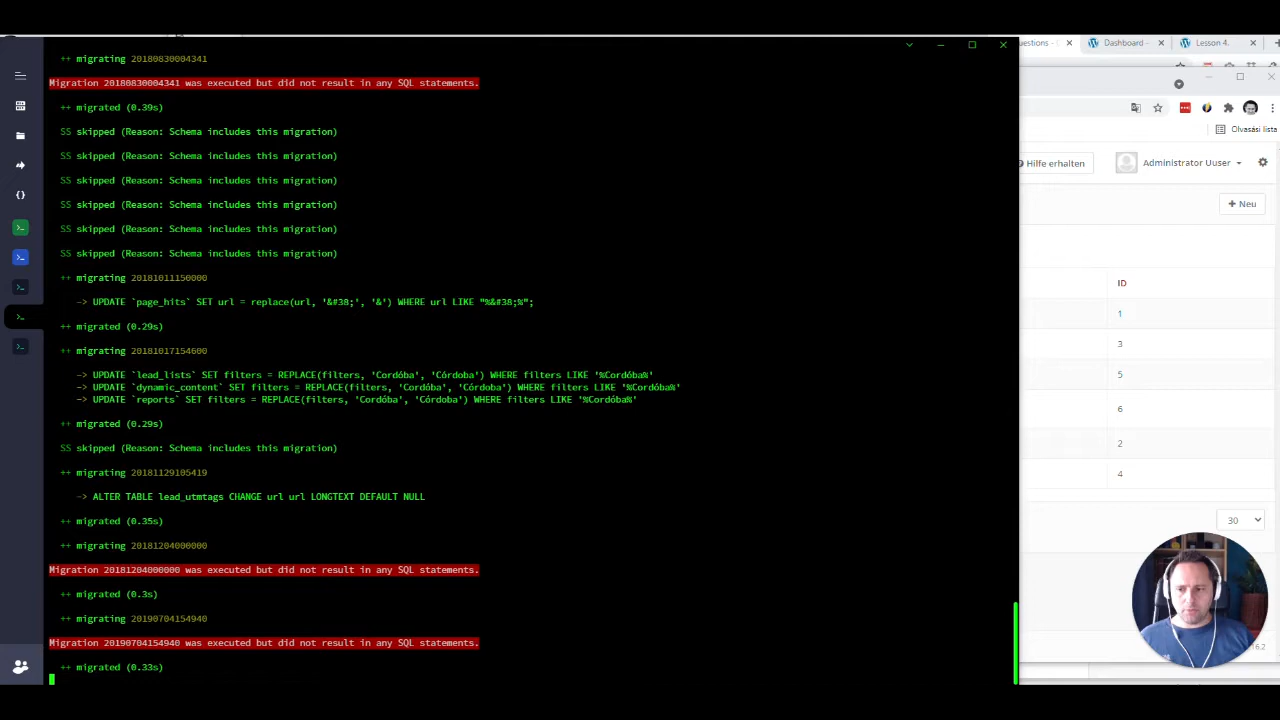 ++ migrating 20180830004341
Migration 20180830004341 was executed but did not result in any SQL statements.
++ migrated (0.39s)
SS skipped (Reason: Schema includes this migration)
SS skipped (Reason: Schema includes this migration)
SS skipped (Reason: Schema includes this migration)
SS skipped (Reason: Schema includes this migration)
SS skipped (Reason: Schema includes this migration)
SS skipped (Reason: Schema includes this migration)
++ migrating 20181011150000
-> UPDATE `page_hits` SET url = replace(url, '&#38;', '&') WHERE url LIKE "%&#38;%";
++ migrated (0.29s)
++ migrating 20181017154600
-> UPDATE `lead_lists` SET filters = REPLACE(filters, 'Cordóba', 'Córdoba') WHERE filters LIKE '%Cordóba%'
-> UPDATE `dynamic_content` SET filters = REPLACE(filters, 'Cordóba', 'Córdoba') WHERE filters LIKE '%Cordóba%'
-> UPDATE `reports` SET filters = REPLACE(filters, 'Cordóba', 'Córdoba') WHERE filters LIKE '%Cordóba%'
++ migrated (0.29s)
SS skipped (Reason: Schema includes this migration)
++ migrating 20181129105419
-> ALTER TABLE lead_utmtags CHANGE url url LONGTEXT DEFAULT NULL
++ migrated (0.35s)
++ migrating 20181204000000
Migration 20181204000000 was executed but did not result in any SQL statements.
++ migrated (0.3s)
++ migrating 20190704154940
Migration 20190704154940 was executed but did not result in any SQL statements.
++ migrated (0.33s)
uestions -
Dashboard
Lesson 4.
Olvasási lista
Hilfe erhalten
Administrator Uuser
+ Neu
ID
1
3
5
6
2
4
30
16.2